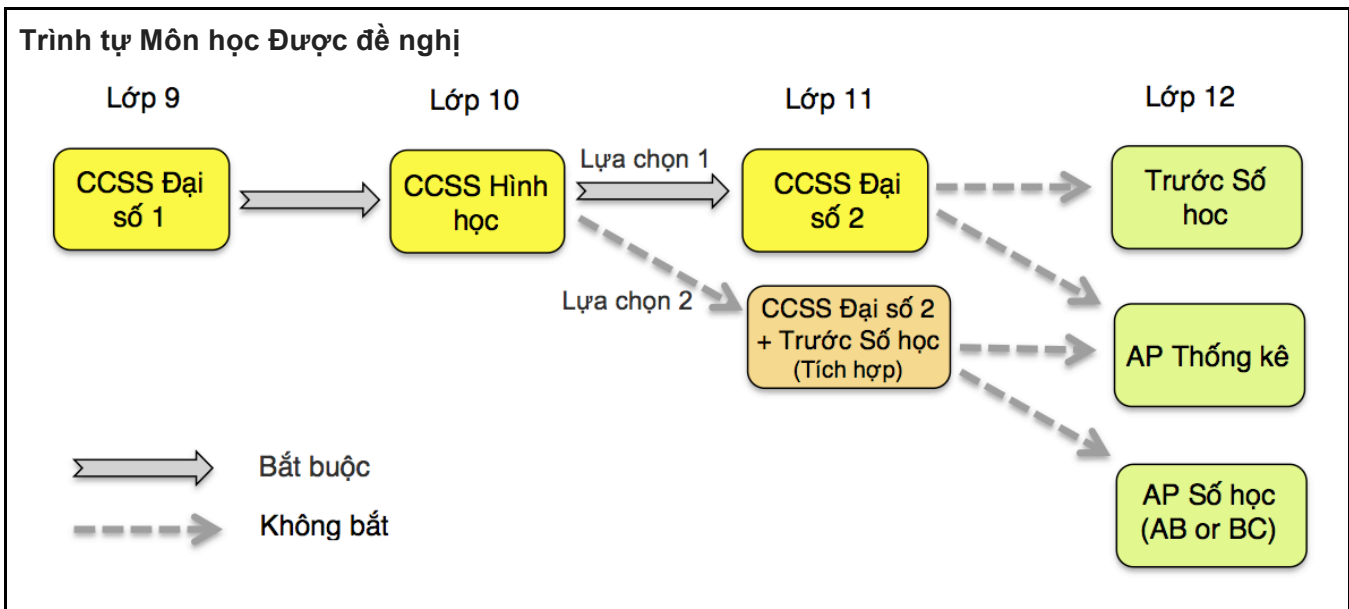 Trình tự Môn học Được đề nghị
Lớp 9
Lớp 10
Lớp 11
Lớp 12
CCSS Đại
số 1
CCSS Hình
học
Lựa chọn 1
CCSS Đại
số 2
Trước Số
hoc
Lựa chọn 2
CCSS Đại số 2
+ Trước Số học
(Tích hợp)
AP Thống kê
AP Số học
(AB or BC)
Bắt buộc
Không bắt